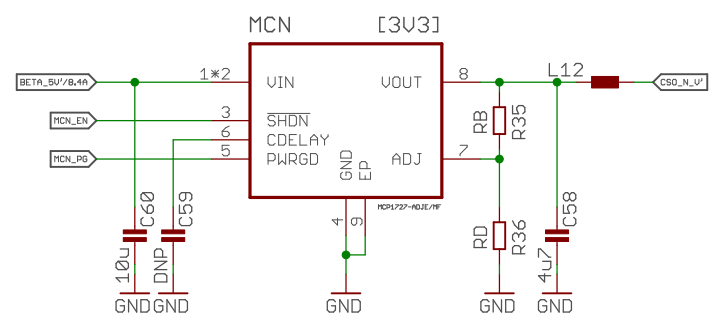 MCN [3V3]
BETA_5V'/8.4A 1*2 VIN VOUT 8 L12 CSO_N_V'
MCN_EN 3 SHDN RB R35
6 CDELAY
MCN_PG 5 PWRGD GND EP ADJ 7
MCP1727-ADJE/MF
C60 C59 4 9 RD R36 C58
10u DNP 4u7
GND GND GND GND GND